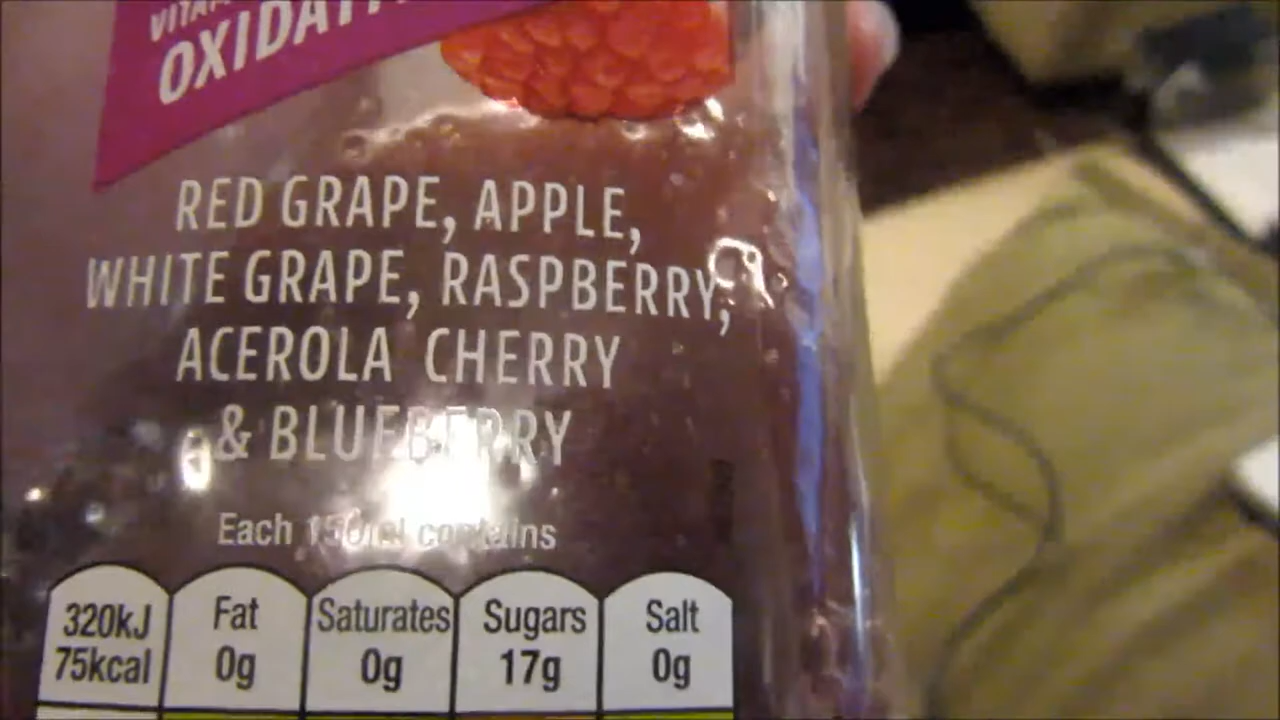 RED GRAPE, APPLE,
WHITE GRAPE, RASPBERRY,
ACEROLA CHERRY
& BLUEBERRY
Each 150ml contains
320kJ
75kcal
Fat
0g
Saturates
0g
Sugars
17g
Salt
0g